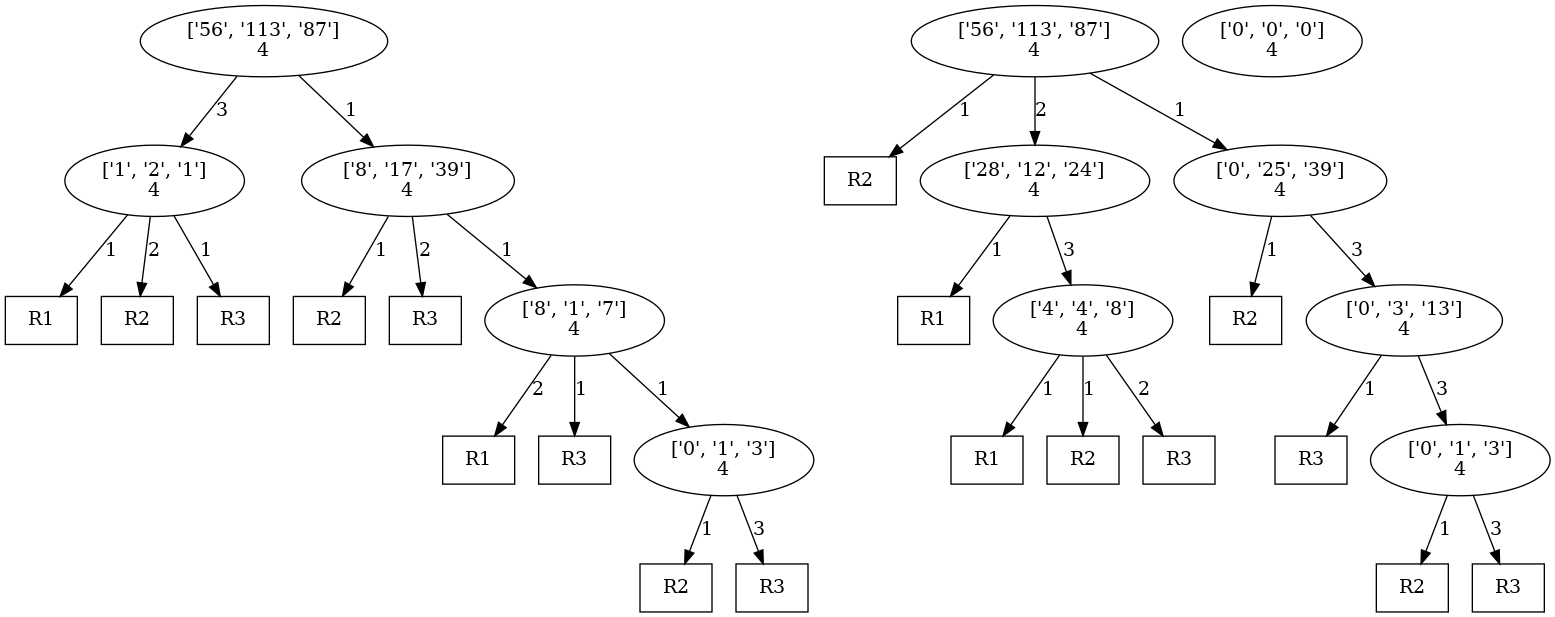 ['56', '113', '87']
4
['56', '113', '87']
4
['0', '0', '0']
4
3
1
1
2
1
['1', '2', '1']
4
['8', '17', '39']
4
R2
['28', '12', '24']
4
['0', '25', '39']
4
1
2
1
1
2
1
1
3
1
3
R1
R2
R3
R2
R3
['8', '1', '7']
4
R1
['4', '4', '8']
4
R2
['0', '3', '13']
4
2
1
1
1
1
2
1
3
R1
R3
['0', '1', '3']
4
R1
R2
R3
R3
['0', '1', '3']
4
1
3
1
3
R2
R3
R2
R3